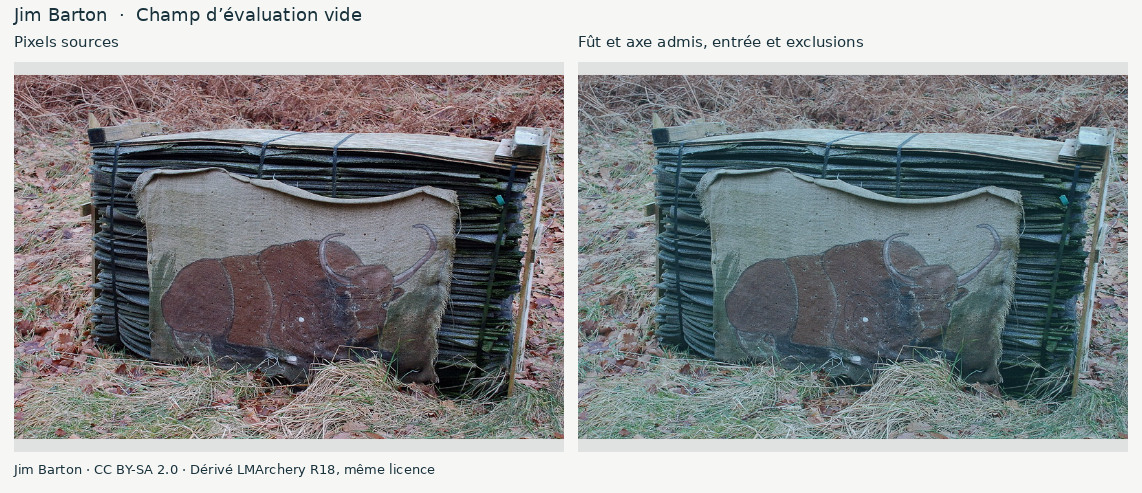 Jim Barton · Champ d’évaluation vide
Pixels sources
Fût et axe admis, entrée et exclusions
Jim Barton · CC BY-SA 2.0 · Dérivé LMArchery R18, même licence